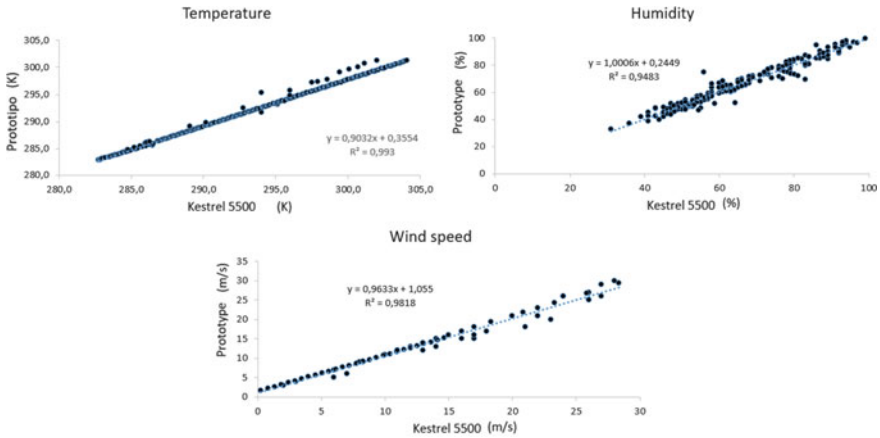 Temperature
305,0
300,0
295,0
290,0
285,0
280,0
Prototipo (K)
y = 0,9032x + 0,3554
R² = 0,993
280,0 285,0 290,0 295,0 300,0 305,0
Kestrel 5500 (K)
Humidity
100
80
60
40
20
0
Prototype (%)
y = 1,0006x + 0,2449
R² = 0,9483
0 20 40 60 80 100
Kestrel 5500 (%)
Wind speed
35
30
25
20
15
10
5
0
Prototype (m/s)
y = 0,9633x + 1,055
R² = 0,9818
0 5 10 15 20 25 30
Kestrel 5500 (m/s)